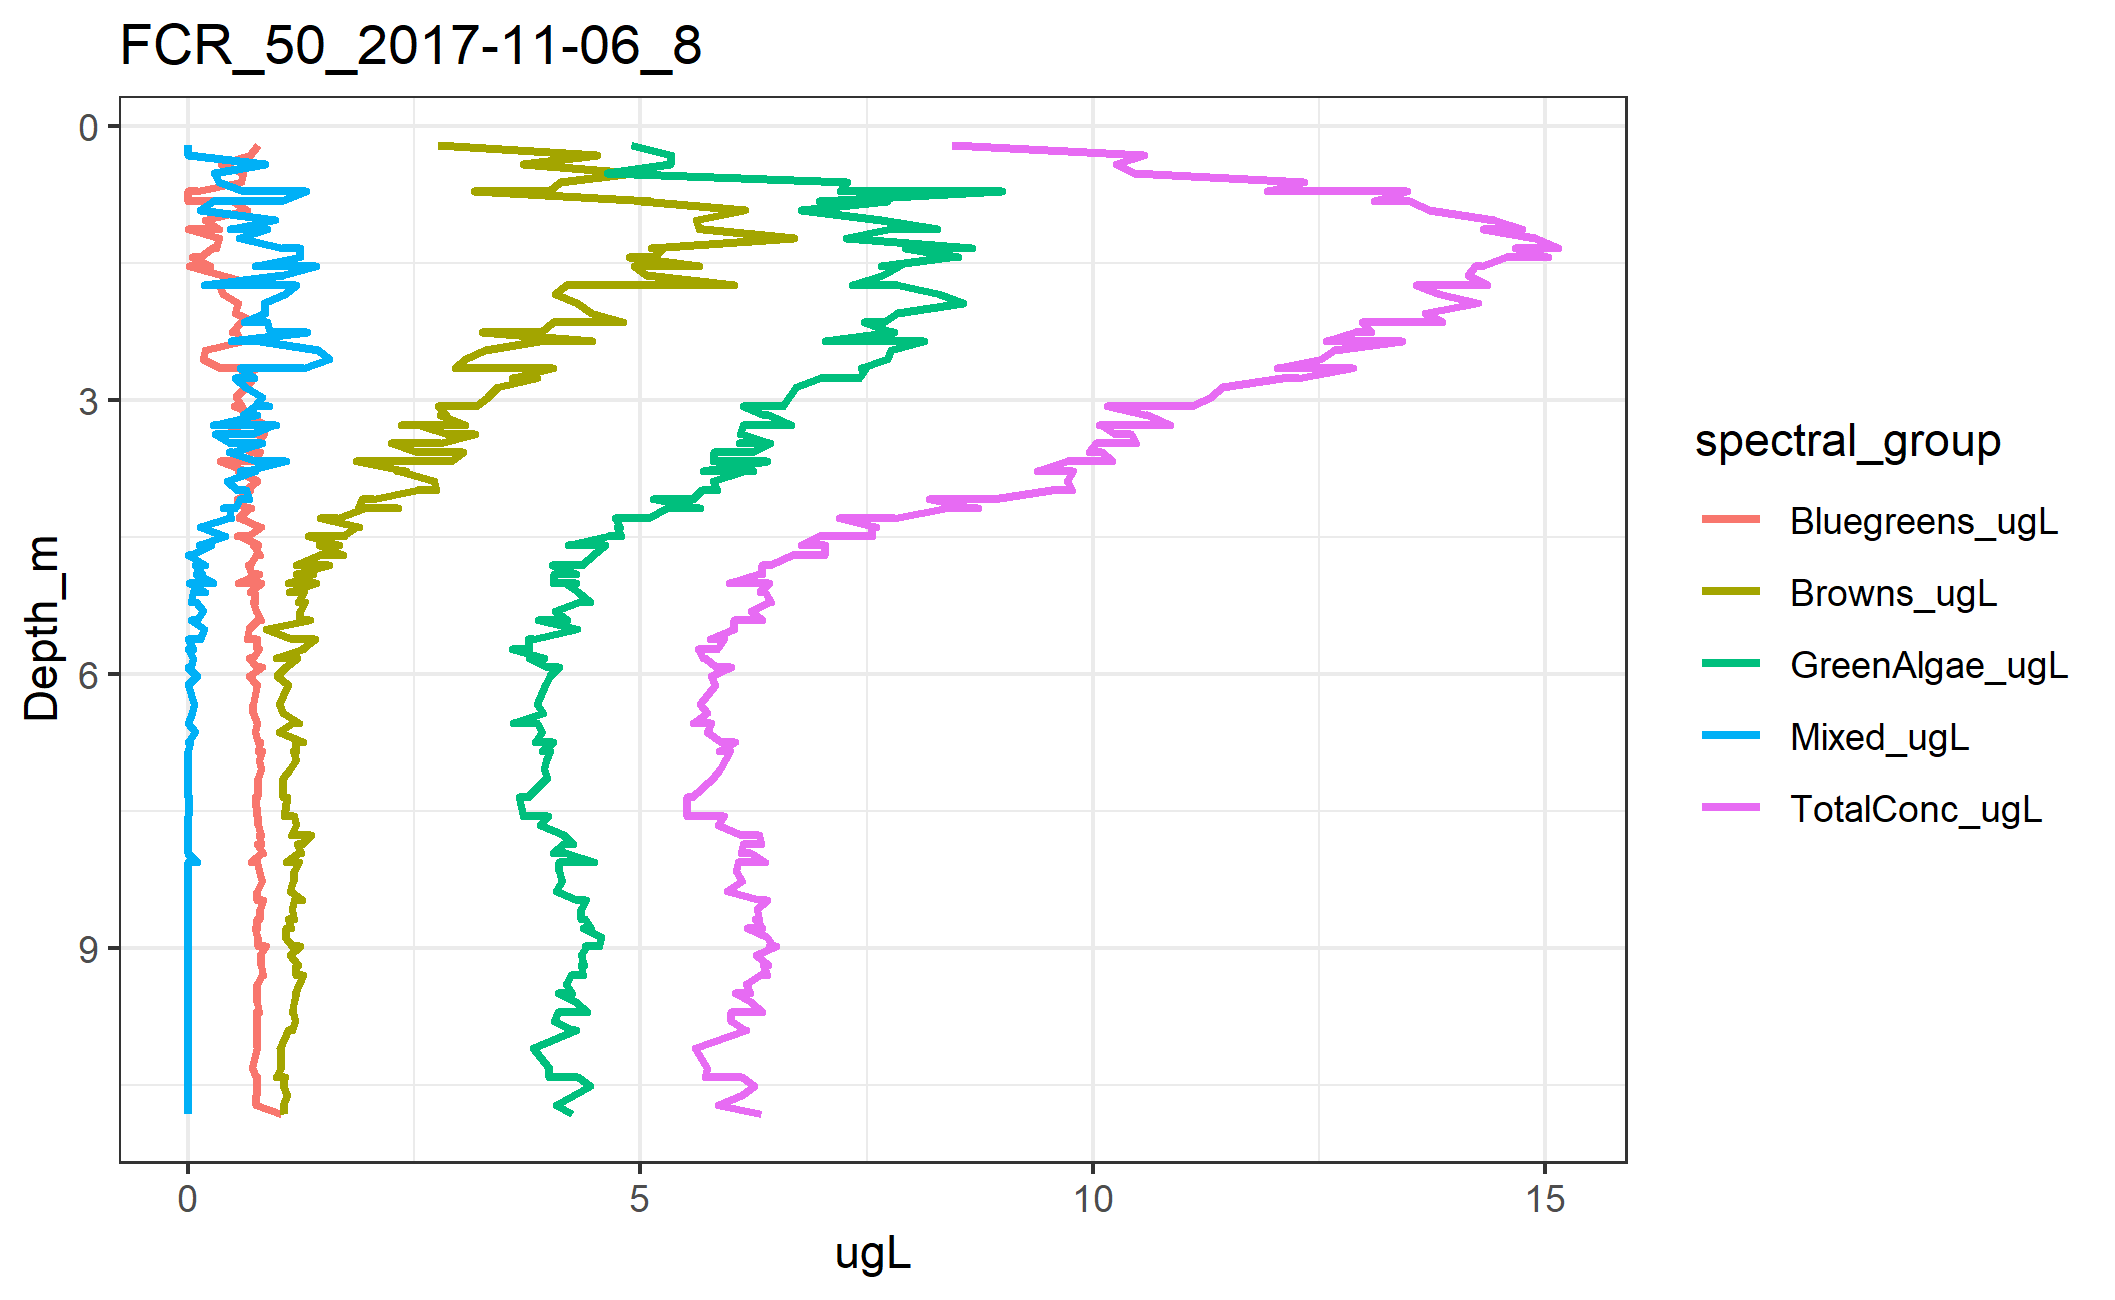 FCR_50_2017-11-06_8
0
3
6
9
Depth_m
0 5 10 15
ugL
spectral_group
Bluegreens_ugL
Browns_ugL
GreenAlgae_ugL
Mixed_ugL
TotalConc_ugL